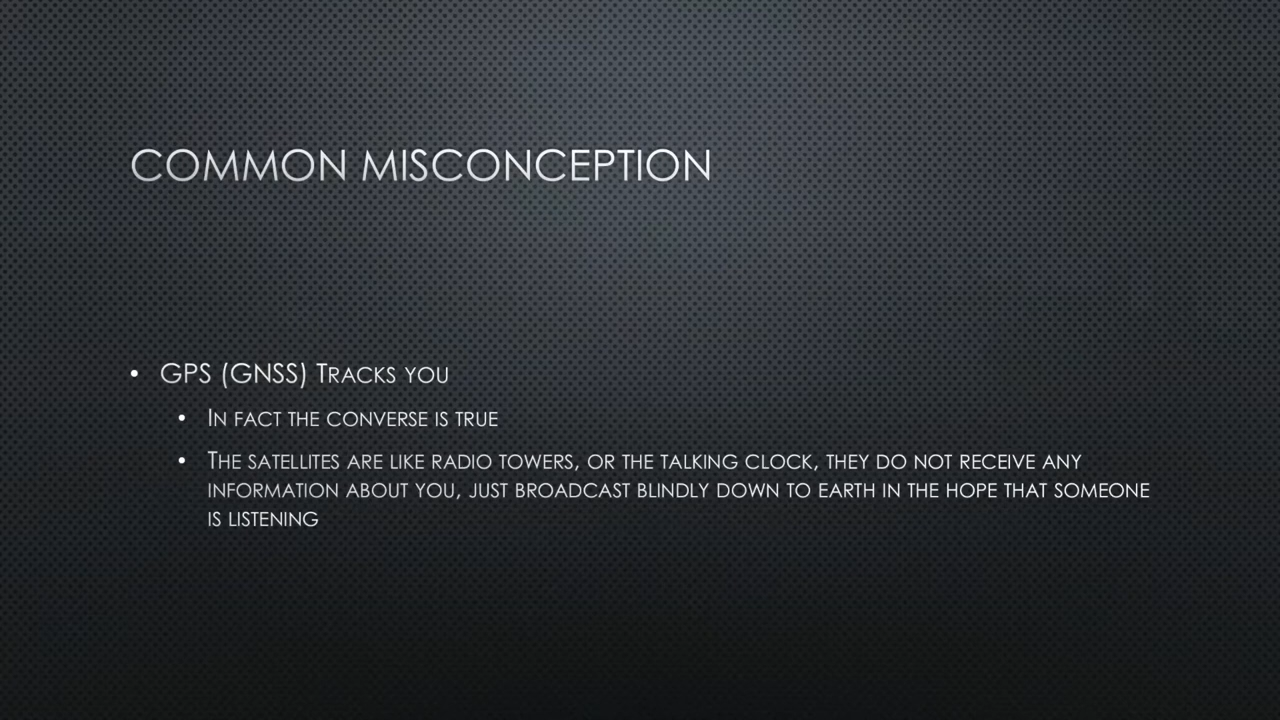 COMMON MISCONCEPTION
• GPS (GNSS) TRACKS YOU
• IN FACT THE CONVERSE IS TRUE
• THE SATELLITES ARE LIKE RADIO TOWERS, OR THE TALKING CLOCK, THEY DO NOT RECEIVE ANY
INFORMATION ABOUT YOU, JUST BROADCAST BLINDLY DOWN TO EARTH IN THE HOPE THAT SOMEONE
IS LISTENING